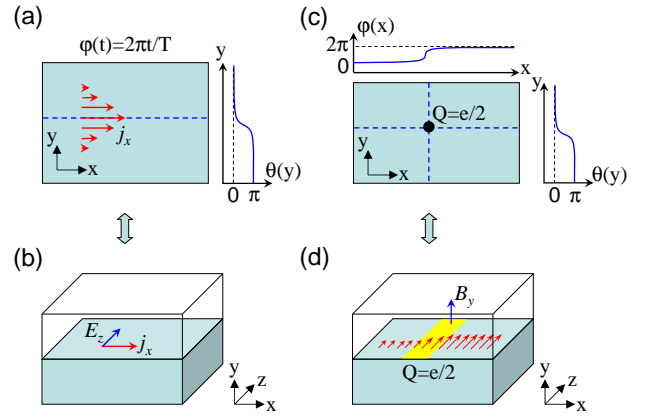 (a)
φ(t)=2πt/T
y
j_x
y
x
0 π
θ(y)
(c)
φ(x)
2π
0
x
y
Q=e/2
y
x
0 π
θ(y)
(b)
E_z
j_x
y
z
x
(d)
B_y
Q=e/2
y
z
x